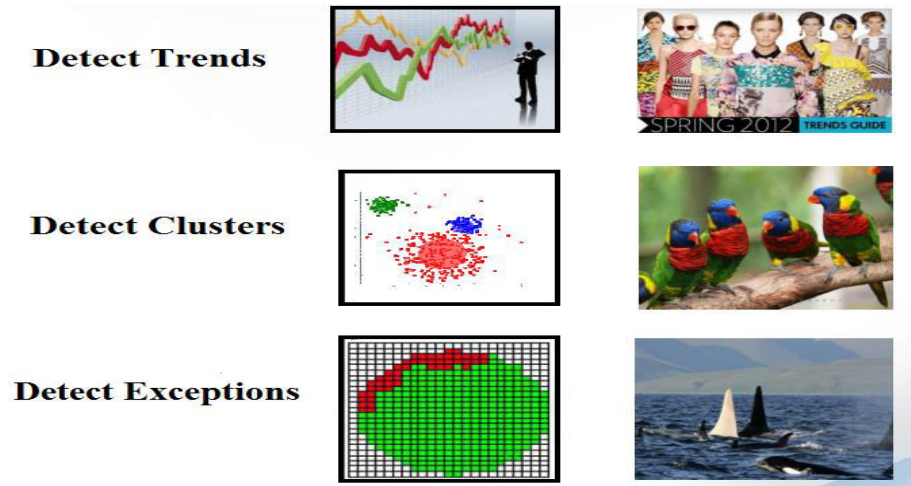 Detect Trends
SPRING 2012 TRENDS GUIDE
Detect Clusters
Detect Exceptions